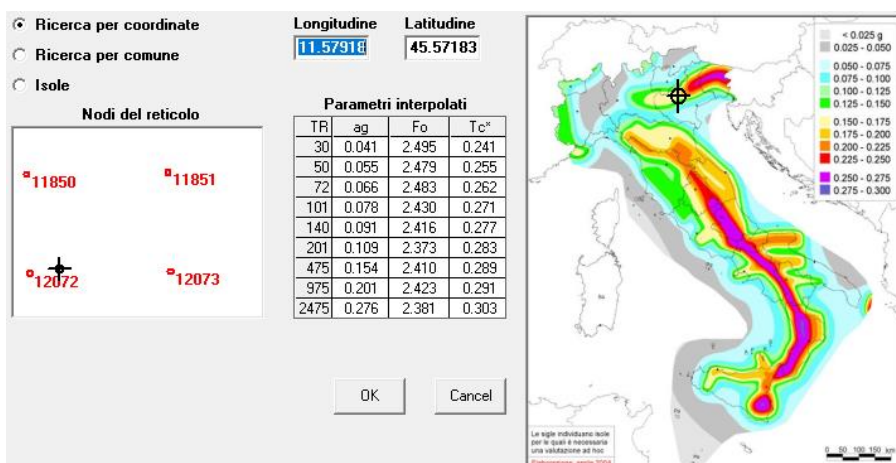 Ricerca per coordinate
Ricerca per comune
Isole
Longitudine Latitudine
11.57918 45.57183
Nodi del reticolo
11850 11851
12072 12073
Parametri interpolati
TR ag Fo Tc*
30 0.041 2.495 0.241
50 0.055 2.479 0.255
72 0.066 2.483 0.262
101 0.078 2.430 0.271
140 0.091 2.416 0.277
201 0.109 2.373 0.283
475 0.154 2.410 0.289
975 0.201 2.423 0.291
2475 0.276 2.381 0.303
OK Cancel
< 0.025 g
0.025 - 0.050
0.050 - 0.075
0.075 - 0.100
0.100 - 0.125
0.125 - 0.150
0.150 - 0.175
0.175 - 0.200
0.200 - 0.225
0.225 - 0.250
0.250 - 0.275
0.275 - 0.300
Le sigle individuano isole
per le quali è necessaria
una valutazione ad hoc
0 50 100 150 km